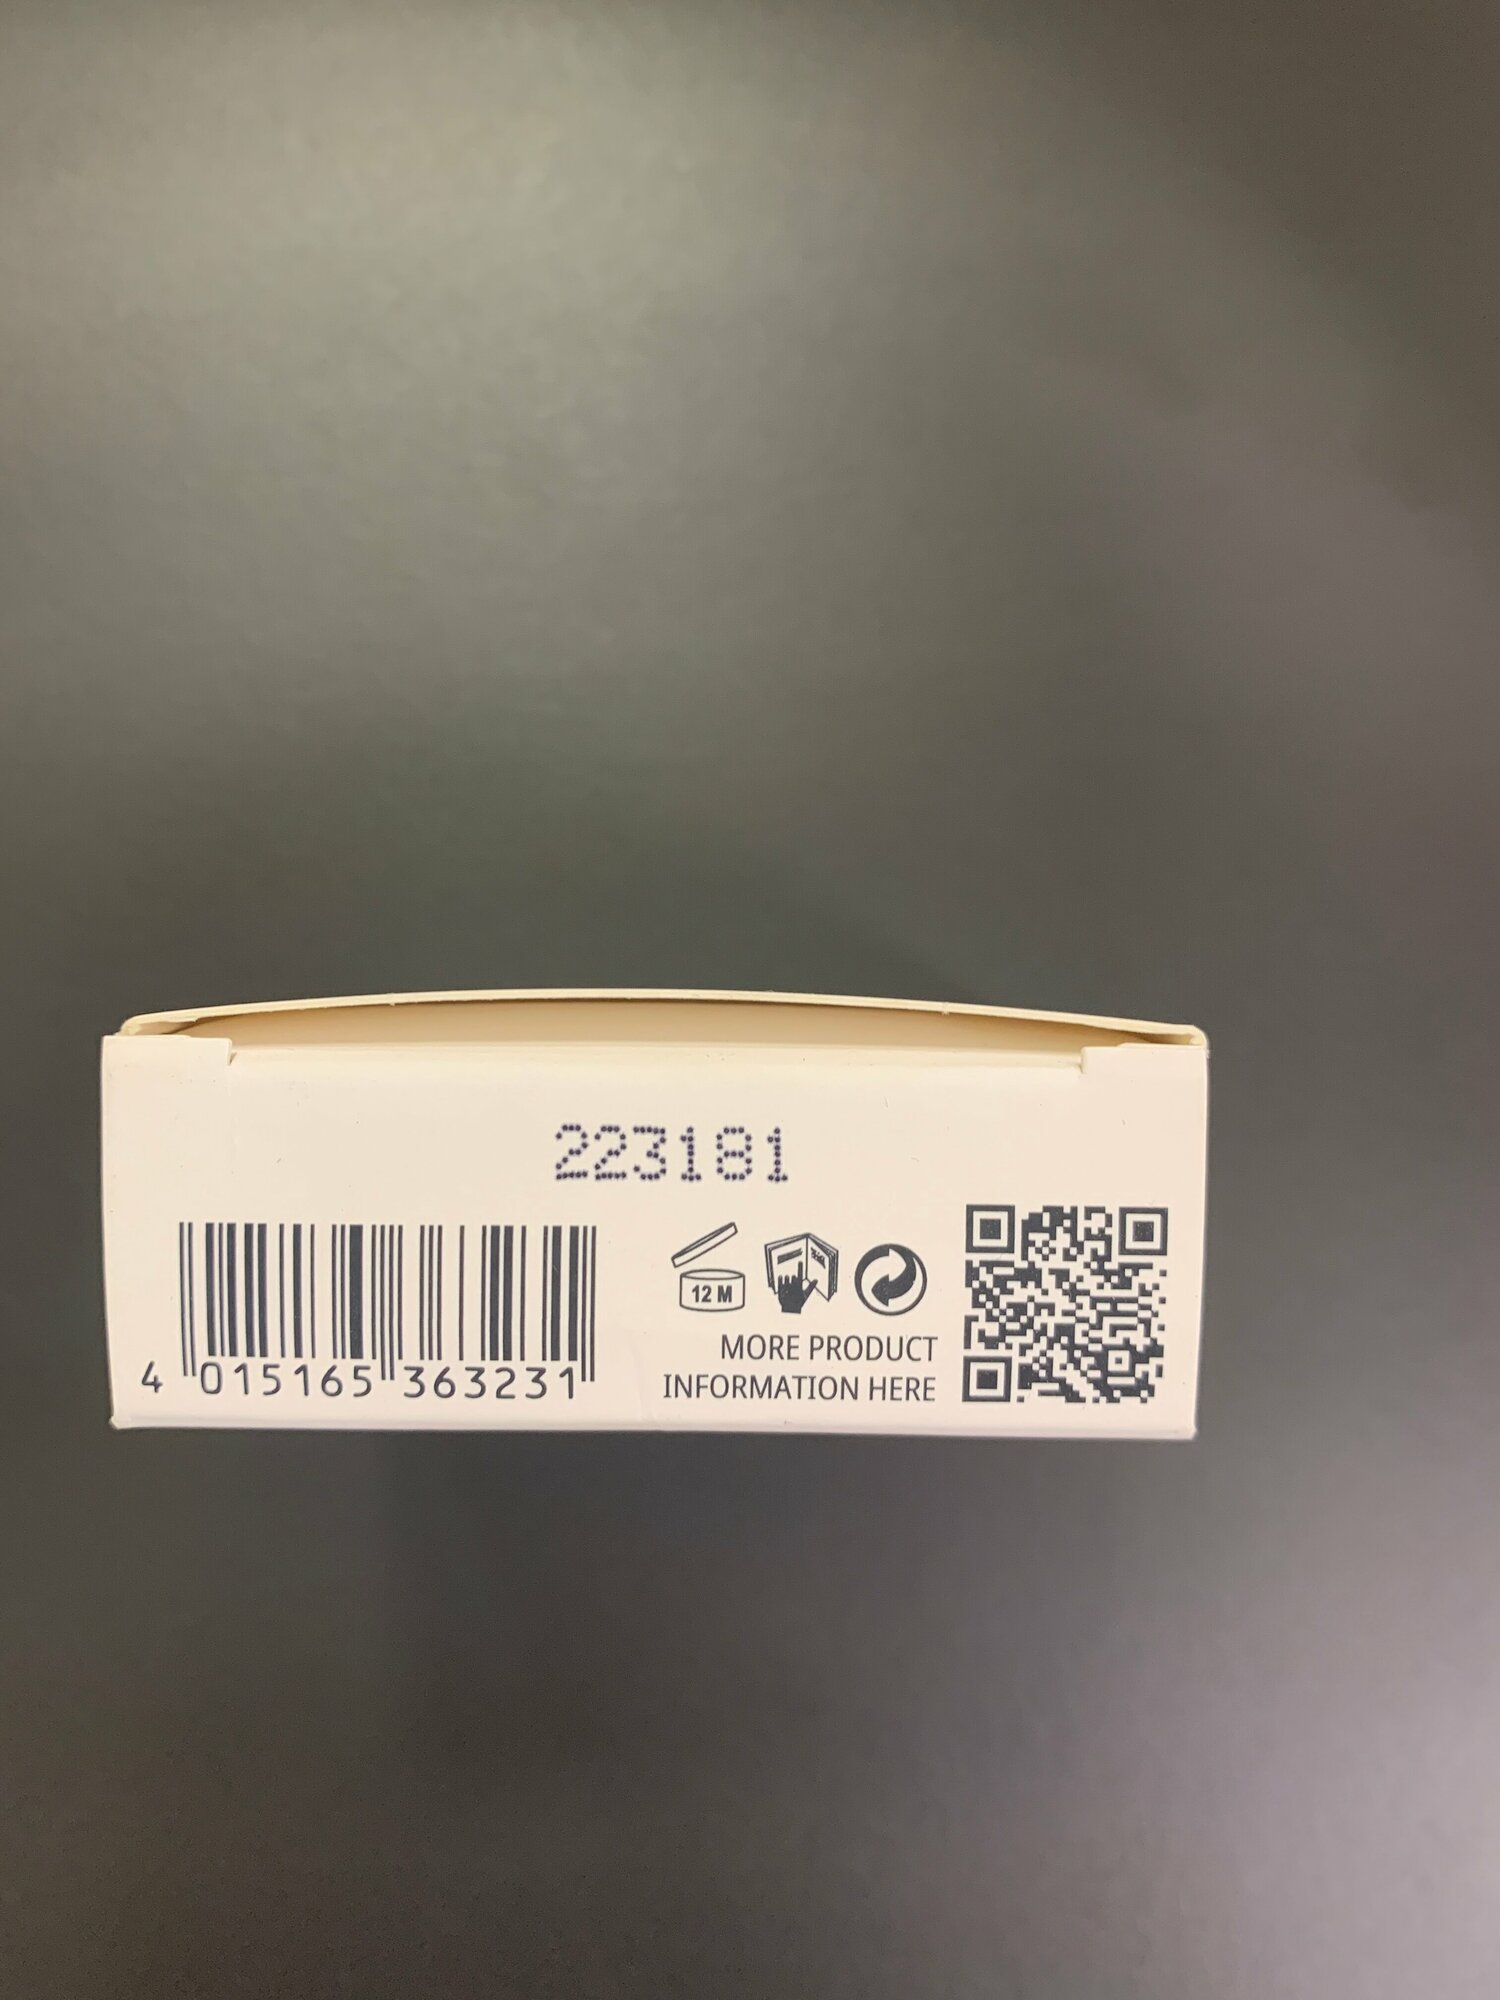 223181
12 M
MORE PRODUCT
INFORMATION HERE
4 015165 363231